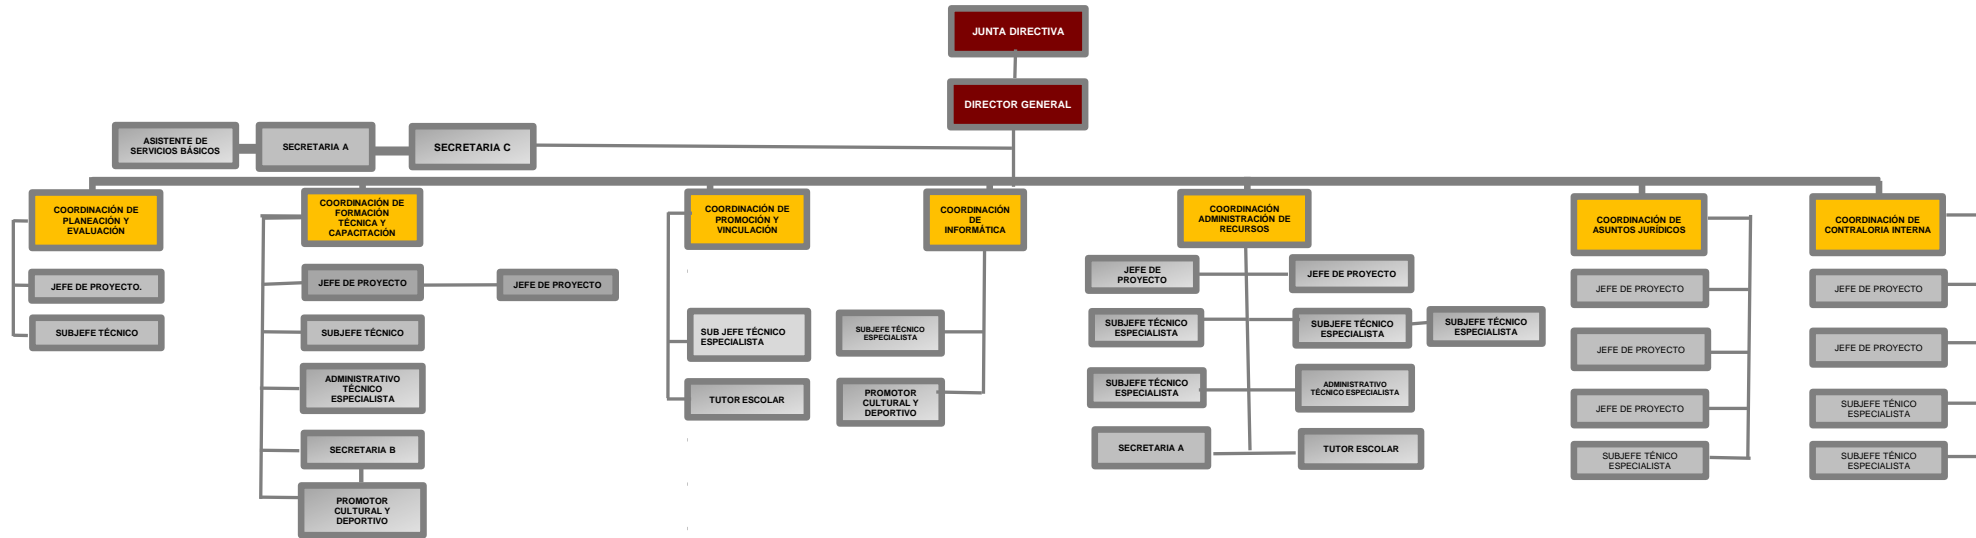 JUNTA DIRECTIVA
DIRECTOR GENERAL
ASISTENTE DE
SERVICIOS BÁSICOS
SECRETARIA A
SECRETARIA C
COORDINACIÓN DE
PLANEACIÓN Y
EVALUACIÓN
JEFE DE PROYECTO.
SUBJEFE TÉCNICO
COORDINACIÓN DE
FORMACIÓN
TÉCNICA Y
CAPACITACIÓN
JEFE DE PROYECTO
JEFE DE PROYECTO
SUBJEFE TÉCNICO
ADMINISTRATIVO
TÉCNICO
ESPECIALISTA
SECRETARIA B
PROMOTOR
CULTURAL Y
DEPORTIVO
COORDINACIÓN DE
PROMOCIÓN Y
VINCULACIÓN
SUB JEFE TÉCNICO
ESPECIALISTA
TUTOR ESCOLAR
COORDINACIÓN
DE
INFORMÁTICA
SUBJEFE TÉCNICO
ESPECIALISTA
PROMOTOR
CULTURAL Y
DEPORTIVO
COORDINACIÓN
ADMINISTRACIÓN DE
RECURSOS
JEFE DE
PROYECTO
JEFE DE PROYECTO
SUBJEFE TÉCNICO
ESPECIALISTA
SUBJEFE TÉCNICO
ESPECIALISTA
SUBJEFE TÉCNICO
ESPECIALISTA
SUBJEFE TÉCNICO
ESPECIALISTA
ADMINISTRATIVO
TÉCNICO ESPECIALISTA
SECRETARIA A
TUTOR ESCOLAR
COORDINACIÓN DE
ASUNTOS JURÍDICOS
JEFE DE PROYECTO
JEFE DE PROYECTO
JEFE DE PROYECTO
SUBJEFE TÉNICO
ESPECIALISTA
COORDINACIÓN DE
CONTRALORIA INTERNA
JEFE DE PROYECTO
JEFE DE PROYECTO
SUBJEFE TÉNICO
ESPECIALISTA
SUBJEFE TÉNICO
ESPECIALISTA